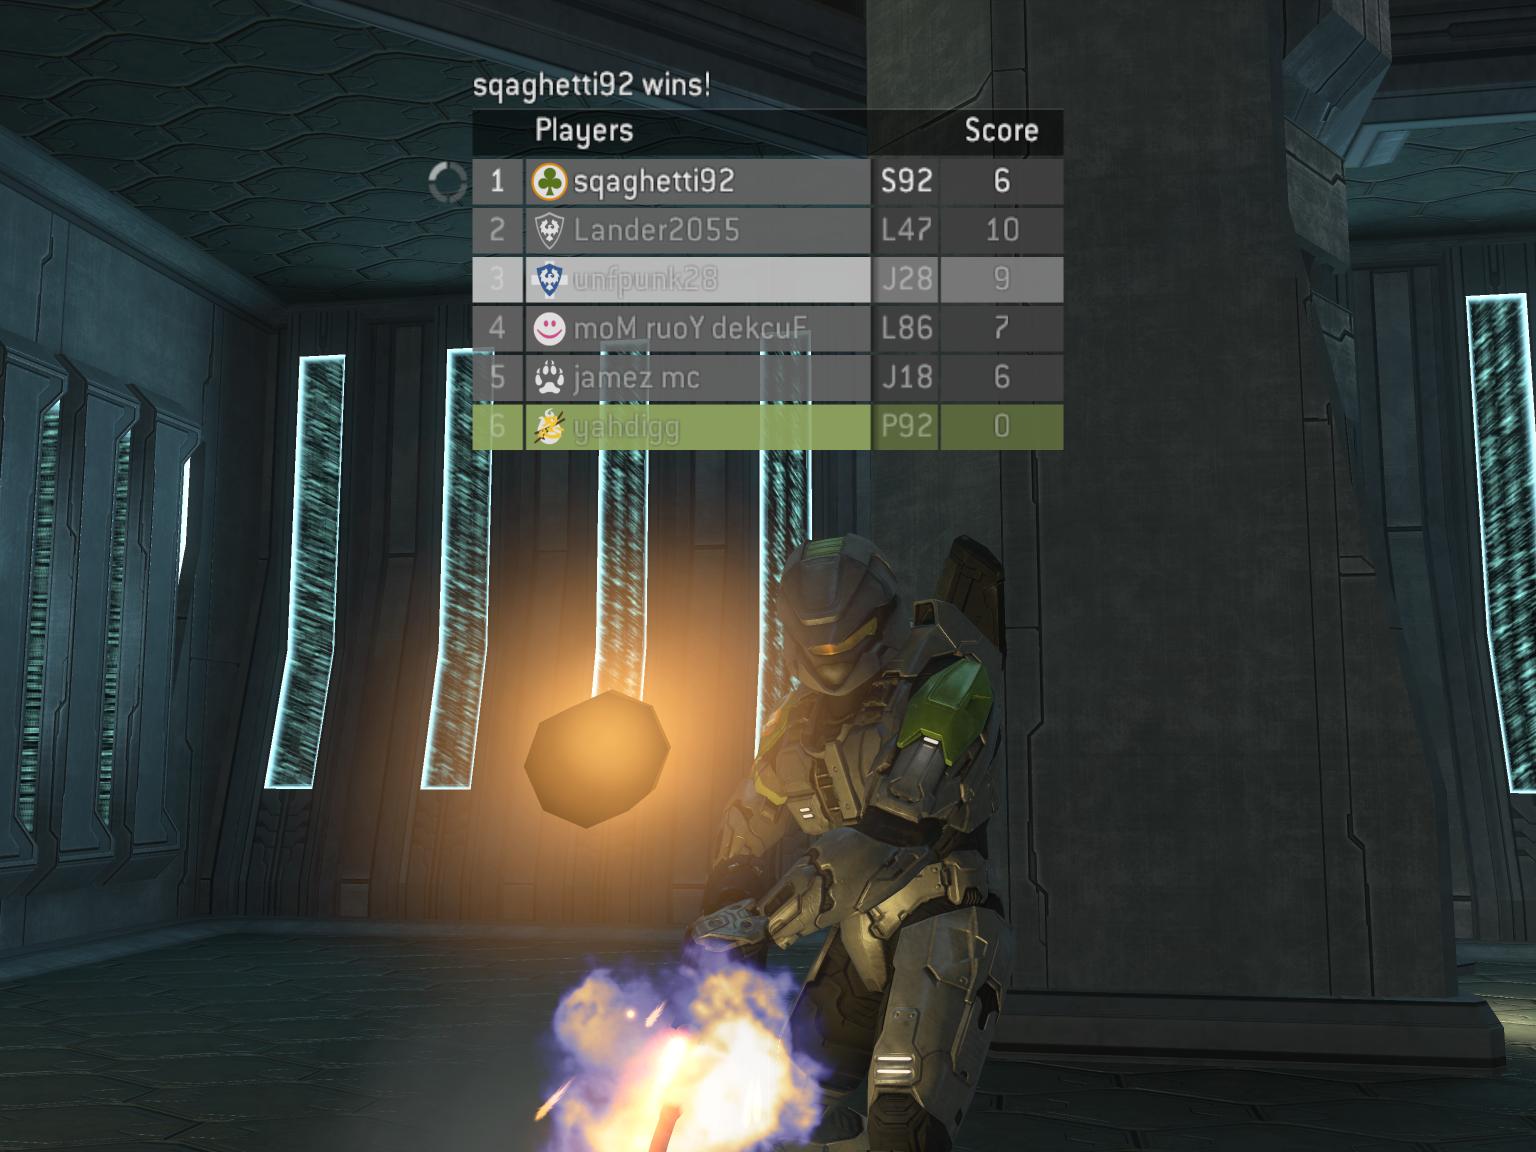 sqaghetti92 wins!
Players Score
1 sqaghetti92 S92 6
2 Lander2055 L47 10
3 unfpunk28 J28 9
4 moM ruoY dekcuF L86 7
5 jamez mc J18 6
6 yahdigg P92 0